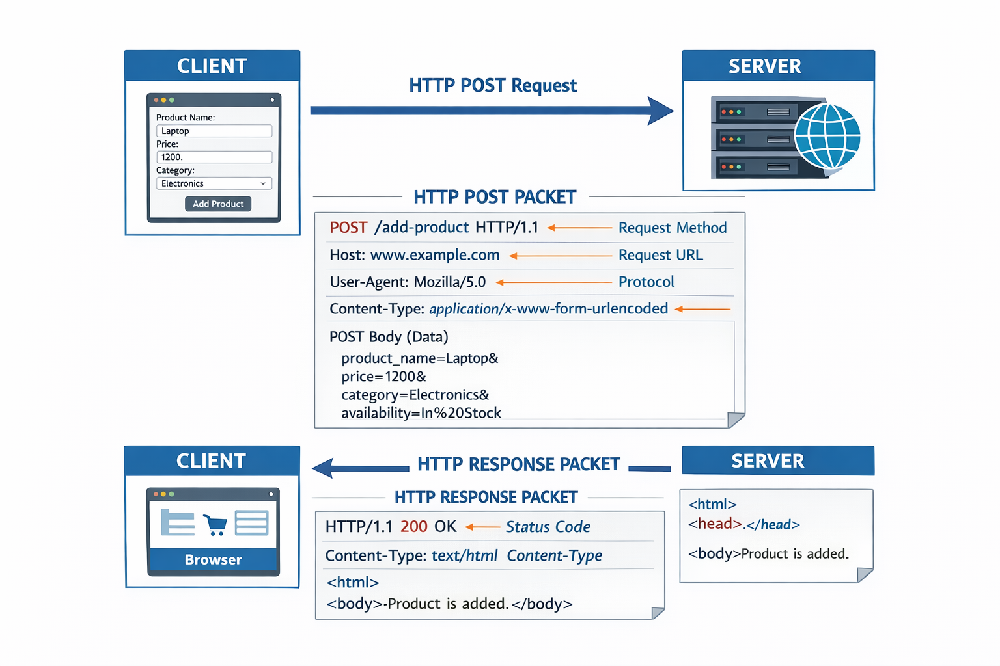 CLIENT
Product Name:
Laptop
Price:
1200.
Category:
Electronics
Add Product
HTTP POST Request
SERVER
HTTP POST PACKET
POST /add-product HTTP/1.1 Request Method
Host: www.example.com Request URL
User-Agent: Mozilla/5.0 Protocol
Content-Type: application/x-www-form-urlencoded
POST Body (Data)
product_name=Laptop&
price=1200&
category=Electronics&
availability=In%20Stock
CLIENT
Browser
HTTP RESPONSE PACKET
HTTP RESPONSE PACKET
HTTP/1.1 200 OK Status Code
Content-Type: text/html Content-Type
<html>
<body>-Product is added.</body>
SERVER
<html>
<head>.</head>
<body>Product is added.